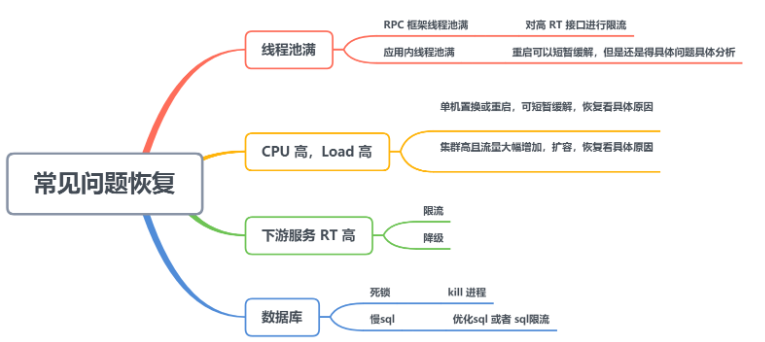 常见问题恢复
线程池满
RPC 框架线程池满
对高 RT 接口进行限流
应用内线程池满
重启可以短暂缓解，但是还是得具体问题具体分析
CPU 高，Load 高
单机置换或重启，可短暂缓解，恢复看具体原因
集群高且流量大幅增加，扩容，恢复看具体原因
下游服务 RT 高
限流
降级
数据库
死锁
kill 进程
慢sql
优化sql 或者 sql限流